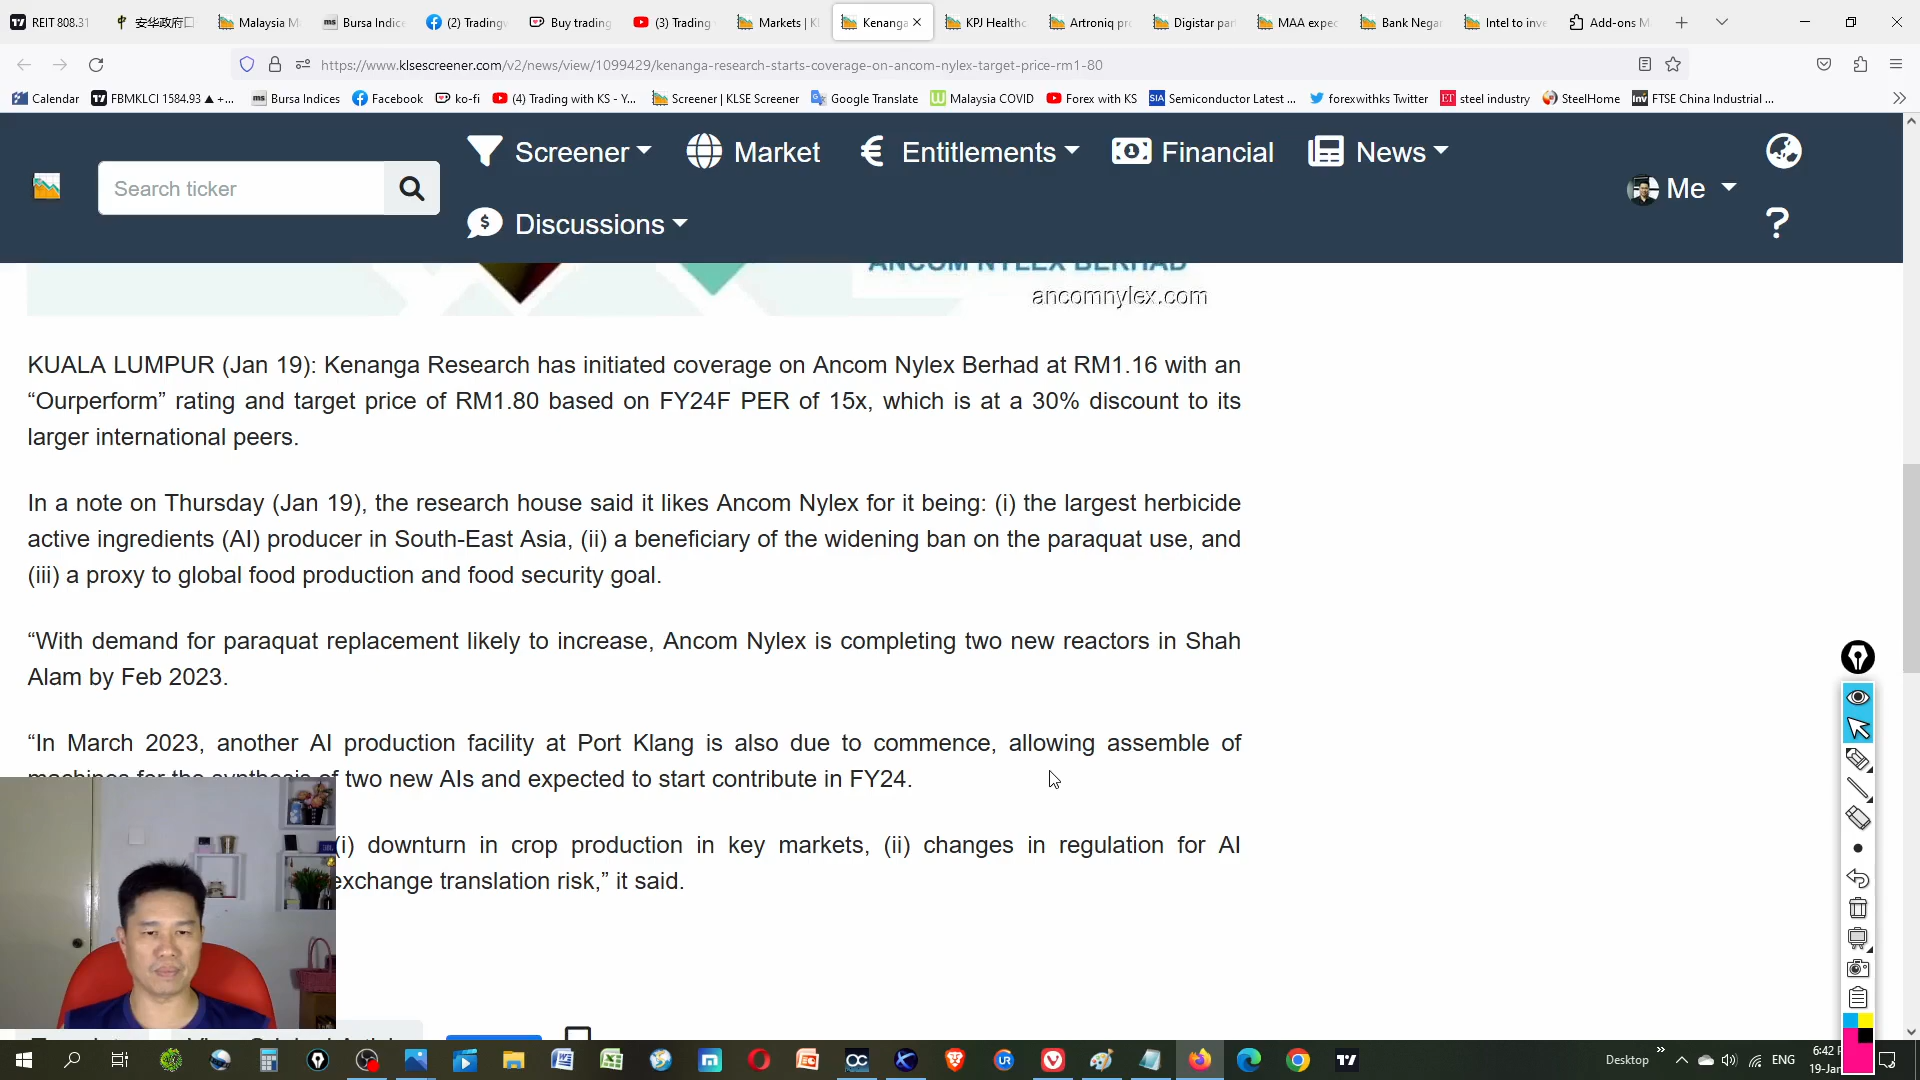 REIT 808.31
安华政府
Malaysia M
Bursa Indice
(2) Tradingv
Buy trading
(3) Trading
Markets | KL
Kenanga
KPJ Healthc
Artroniq pr
Digistar par
MAA expec
Bank Negar
Intel to inve
Add-ons M
https://www.klsescreener.com/v2/news/view/1099429/kenanga-research-starts-coverage-on-ancom-nylex-target-price-rm1-80
Calendar
FBMKLCI 1584.93 ▲ +...
Bursa Indices
Facebook
ko-fi
(4) Trading with KS - Y...
Screener | KLSE Screener
Google Translate
Malaysia COVID
Forex with KS
Semiconductor Latest ...
forexwithks Twitter
steel industry
SteelHome
FTSE China Industrial ...
Search ticker
Screener
Market
Entitlements
Financial
News
Discussions
Me
?
ANCOM NYLEX BERHAD
ancomnylex.com
KUALA LUMPUR (Jan 19): Kenanga Research has initiated coverage on Ancom Nylex Berhad at RM1.16 with an
“Ourperform” rating and target price of RM1.80 based on FY24F PER of 15x, which is at a 30% discount to its
larger international peers.
In a note on Thursday (Jan 19), the research house said it likes Ancom Nylex for it being: (i) the largest herbicide
active ingredients (AI) producer in South-East Asia, (ii) a beneficiary of the widening ban on the paraquat use, and
(iii) a proxy to global food production and food security goal.
“With demand for paraquat replacement likely to increase, Ancom Nylex is completing two new reactors in Shah
Alam by Feb 2023.
“In March 2023, another AI production facility at Port Klang is also due to commence, allowing assemble of
machines for the synthesis of two new AIs and expected to start contribute in FY24.
(i) downturn in crop production in key markets, (ii) changes in regulation for AI
exchange translation risk,” it said.
Desktop
ENG
6:42
19-Jan